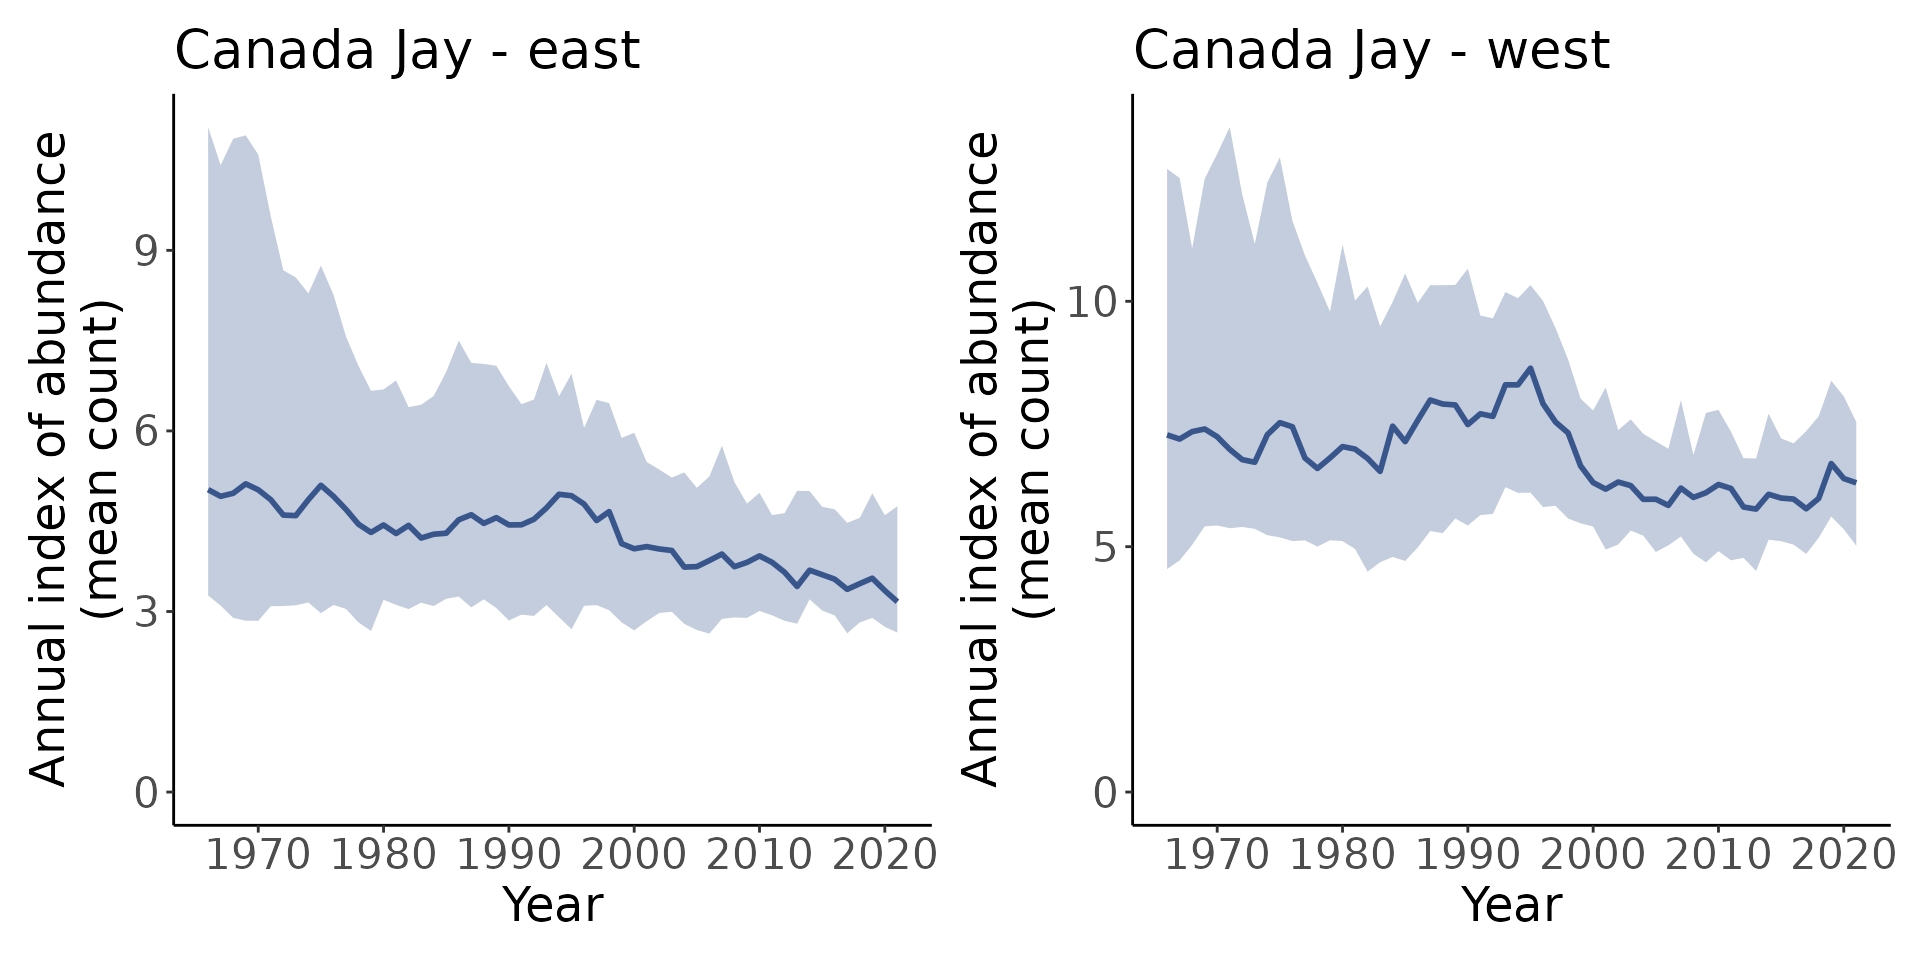 Canada Jay - east
Annual index of abundance
(mean count)
9
6
3
0
1970 1980 1990 2000 2010 2020
Year
Canada Jay - west
Annual index of abundance
(mean count)
10
5
0
1970 1980 1990 2000 2010 2020
Year